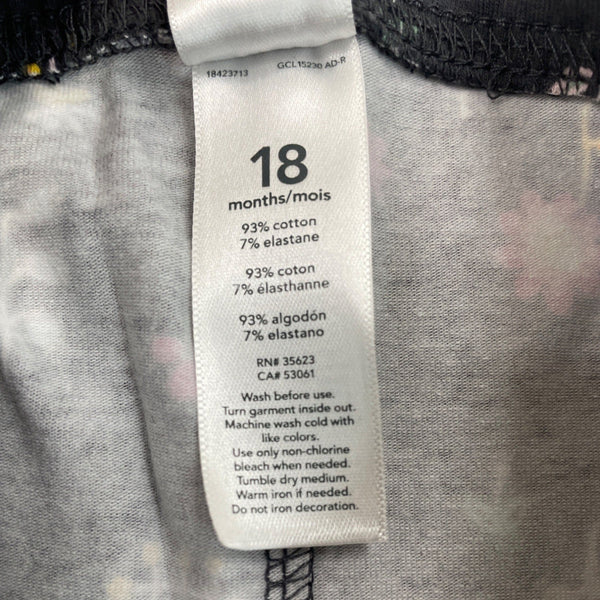 18423713 GCL15230 AD-R
18
months/mois
93% cotton
7% elastane
93% coton
7% élasthanne
93% algodón
7% elastano
RN# 35623
CA# 53061
Wash before use.
Turn garment inside out.
Machine wash cold with
like colors.
Use only non-chlorine
bleach when needed.
Tumble dry medium.
Warm iron if needed.
Do not iron decoration.